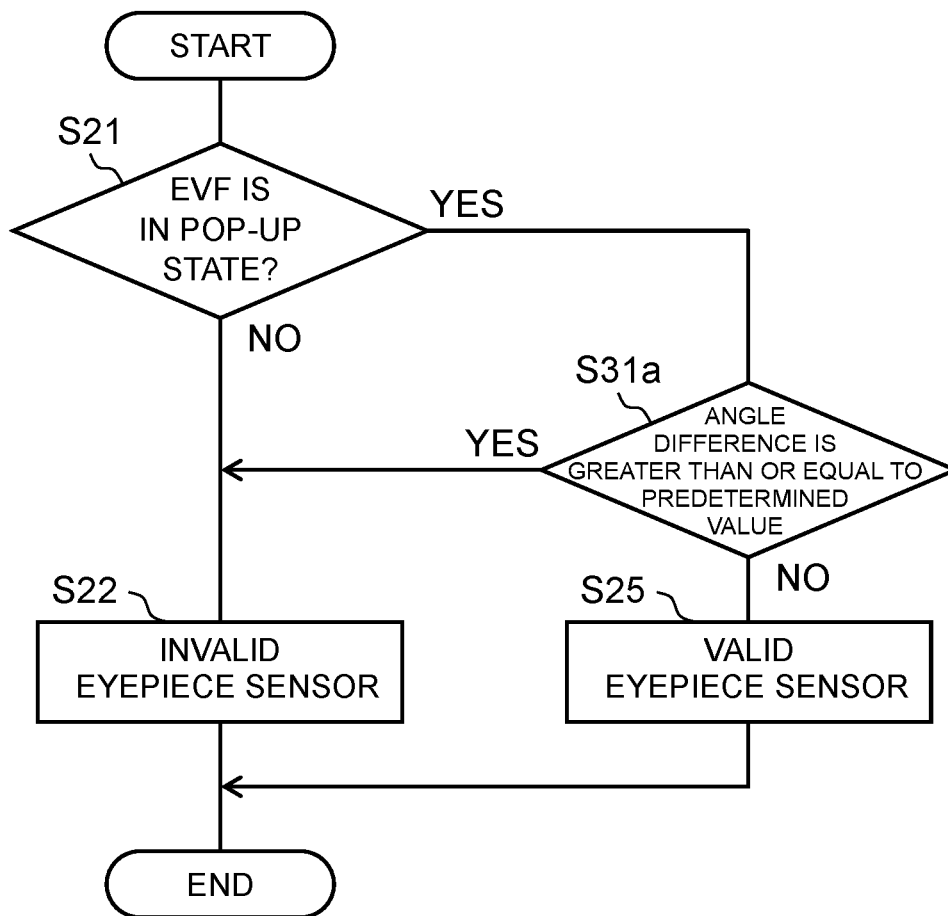 START
S21
EVF IS
IN POP-UP
STATE?
YES
NO
S31a
ANGLE
DIFFERENCE IS
GREATER THAN OR EQUAL TO
PREDETERMINED
VALUE
YES
NO
S22
INVALID
EYEPIECE SENSOR
S25
VALID
EYEPIECE SENSOR
END